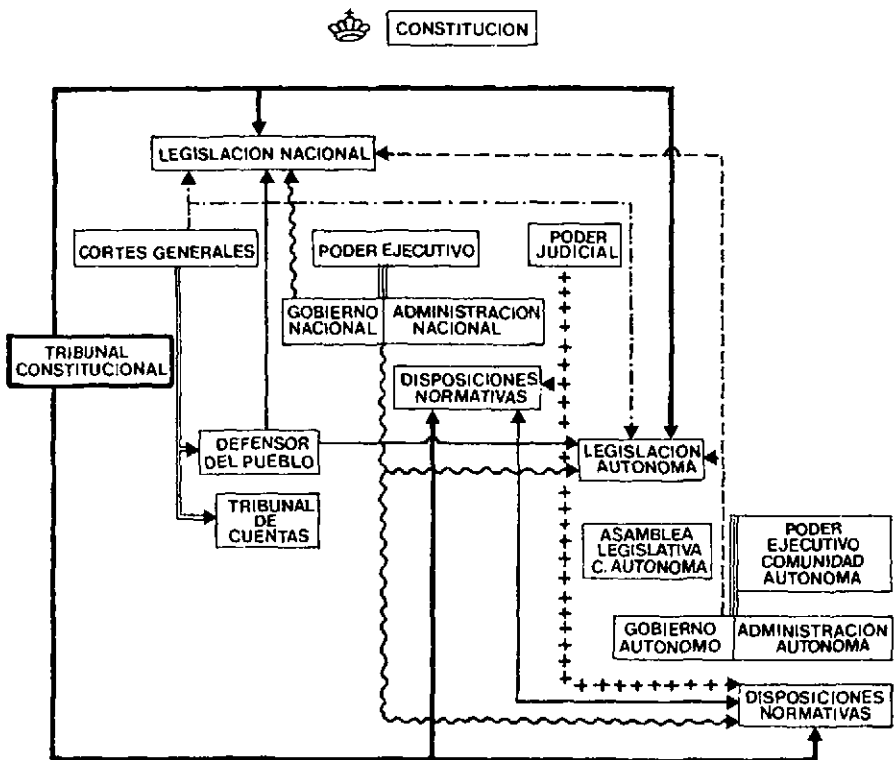 CONSTITUCION
LEGISLACION NACIONAL
CORTES GENERALES
PODER EJECUTIVO
PODER
JUDICIAL
GOBIERNO
NACIONAL
ADMINISTRACION
NACIONAL
TRIBUNAL
CONSTITUCIONAL
DISPOSICIONES
NORMATIVAS
DEFENSOR
DEL PUEBLO
LEGISLACION
AUTONOMA
TRIBUNAL
DE
CUENTAS
ASAMBLEA
LEGISLATIVA
C. AUTONOMA
PODER
EJECUTIVO
COMUNIDAD
AUTONOMA
GOBIERNO
AUTONOMO
ADMINISTRACION
AUTONOMA
DISPOSICIONES
NORMATIVAS